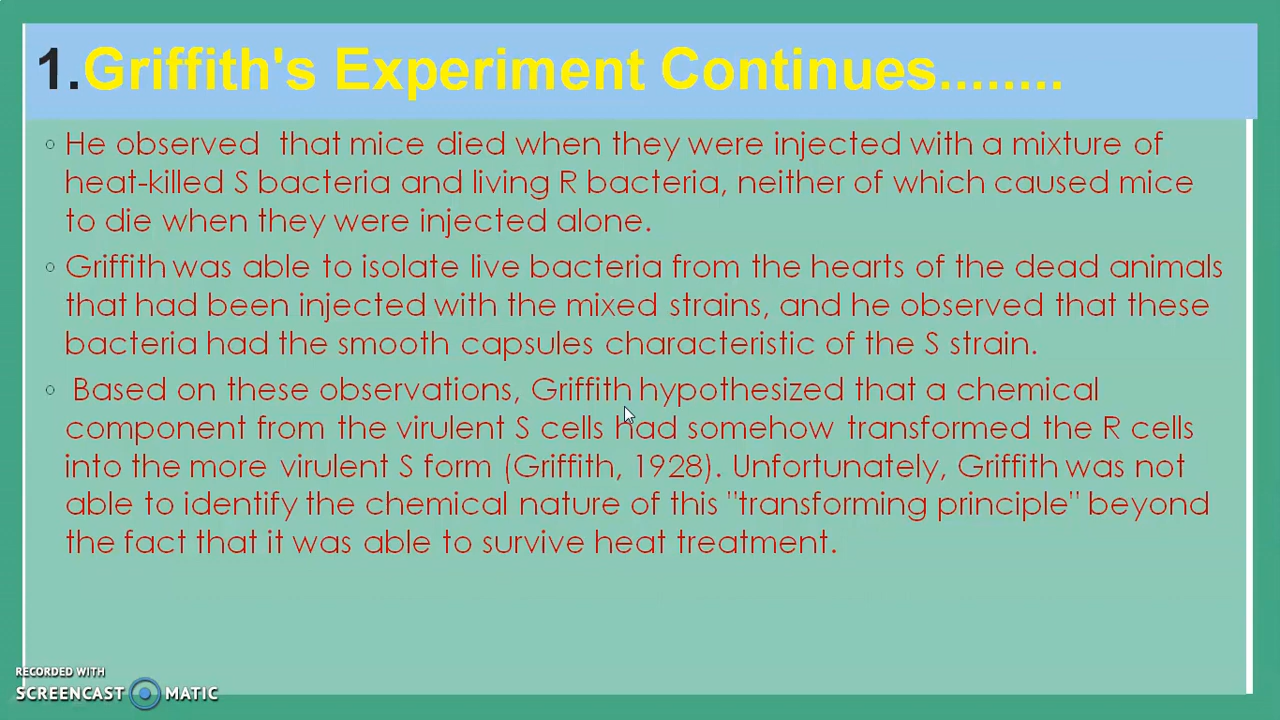 1.Griffith's Experiment Continues........
He observed  that mice died when they were injected with a mixture of
heat-killed S bacteria and living R bacteria, neither of which caused mice
to die when they were injected alone.
Griffith was able to isolate live bacteria from the hearts of the dead animals
that had been injected with the mixed strains, and he observed that these
bacteria had the smooth capsules characteristic of the S strain.
Based on these observations, Griffith hypothesized that a chemical
component from the virulent S cells had somehow transformed the R cells
into the more virulent S form (Griffith, 1928). Unfortunately, Griffith was not
able to identify the chemical nature of this "transforming principle" beyond
the fact that it was able to survive heat treatment.
RECORDED WITH
SCREENCAST MATIC